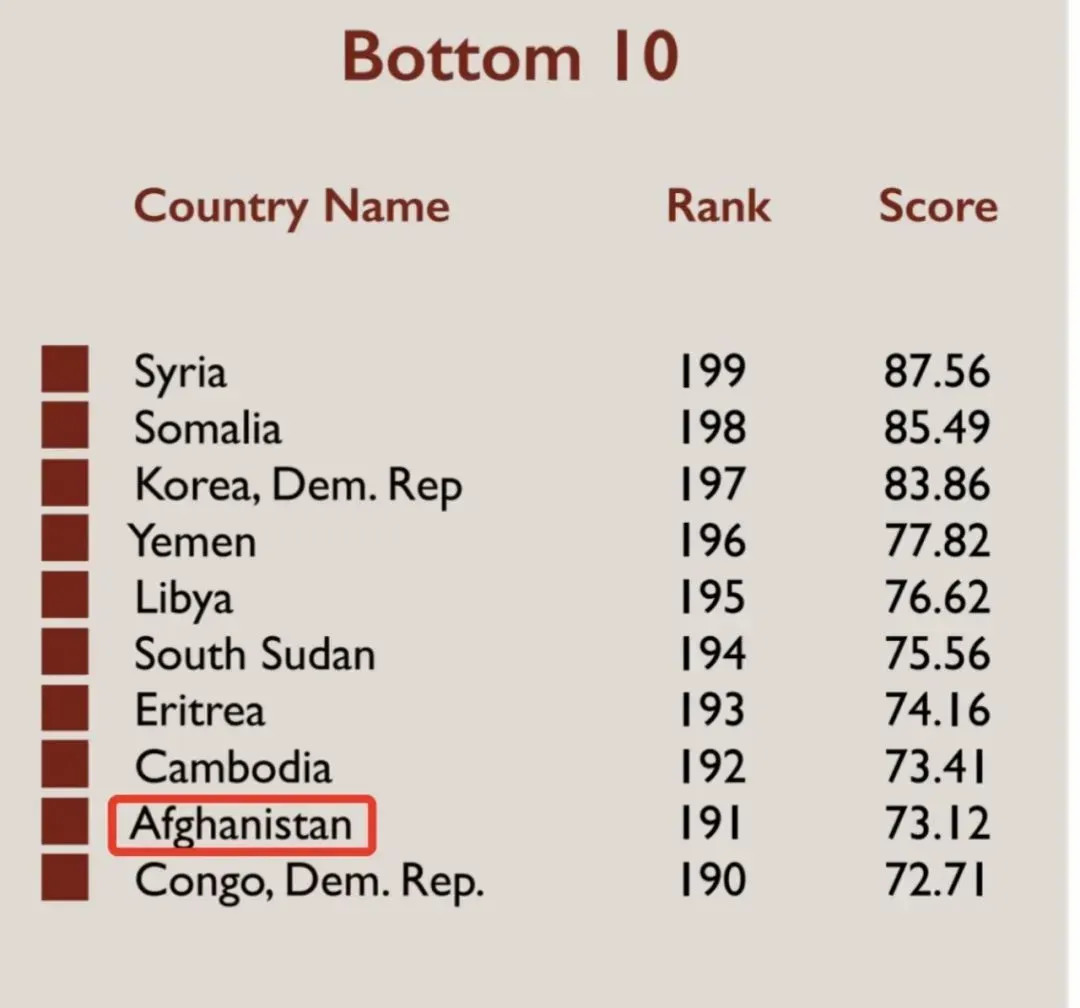 Bottom 10
Country Name Rank Score
Syria 199 87.56
Somalia 198 85.49
Korea, Dem. Rep 197 83.86
Yemen 196 77.82
Libya 195 76.62
South Sudan 194 75.56
Eritrea 193 74.16
Cambodia 192 73.41
Afghanistan 191 73.12
Congo, Dem. Rep. 190 72.71